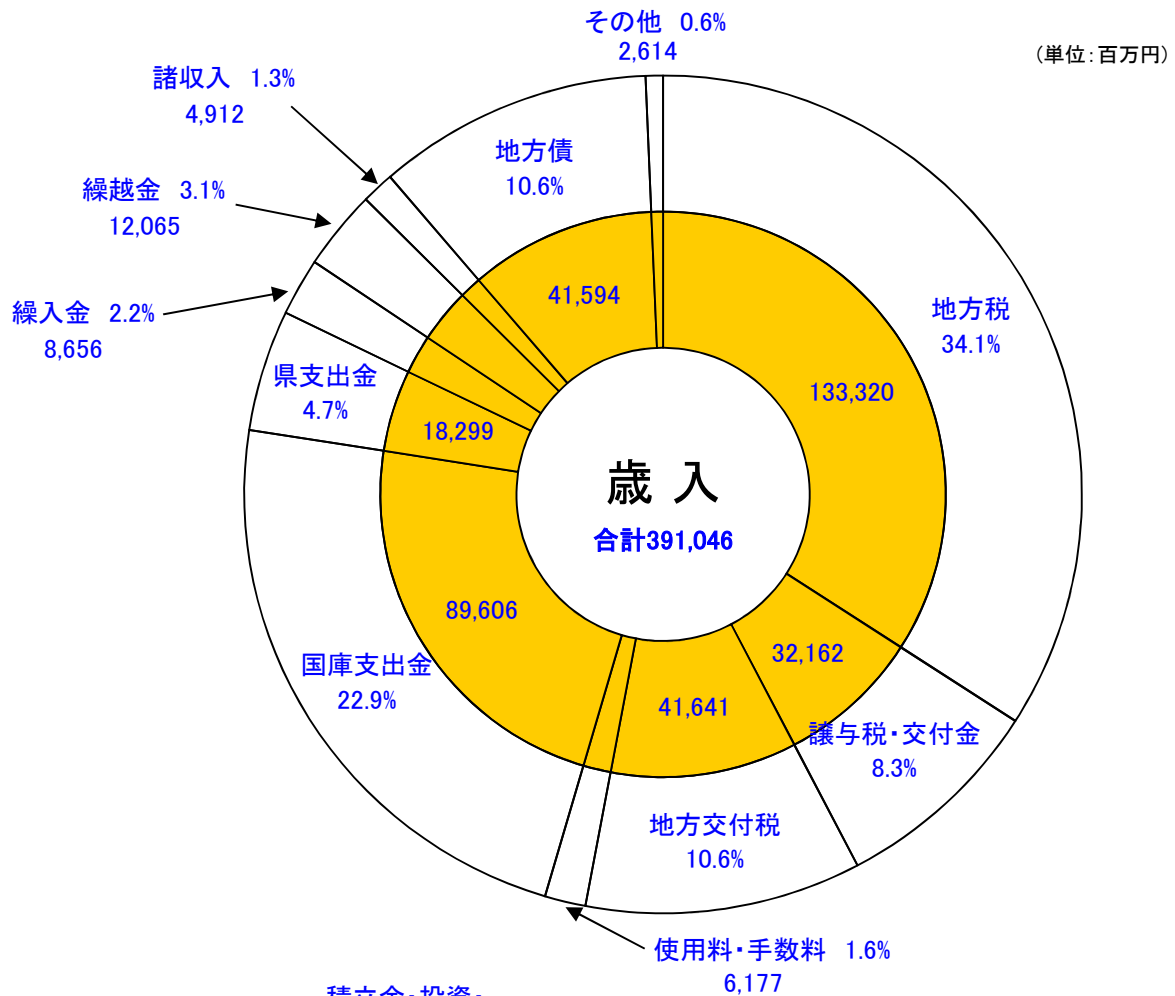 その他 0.6%
2,614
(単位:百万円)
諸収入 1.3%
4,912
地方債
10.6%
繰越金 3.1%
12,065
41,594
地方税
34.1%
繰入金 2.2%
8,656
県支出金
4.7%
133,320
18,299
歳 入
合計391,046
89,606
32,162
国庫支出金
22.9%
41,641
譲与税・交付金
8.3%
地方交付税
10.6%
使用料・手数料 1.6%
6,177
積立金・投資・